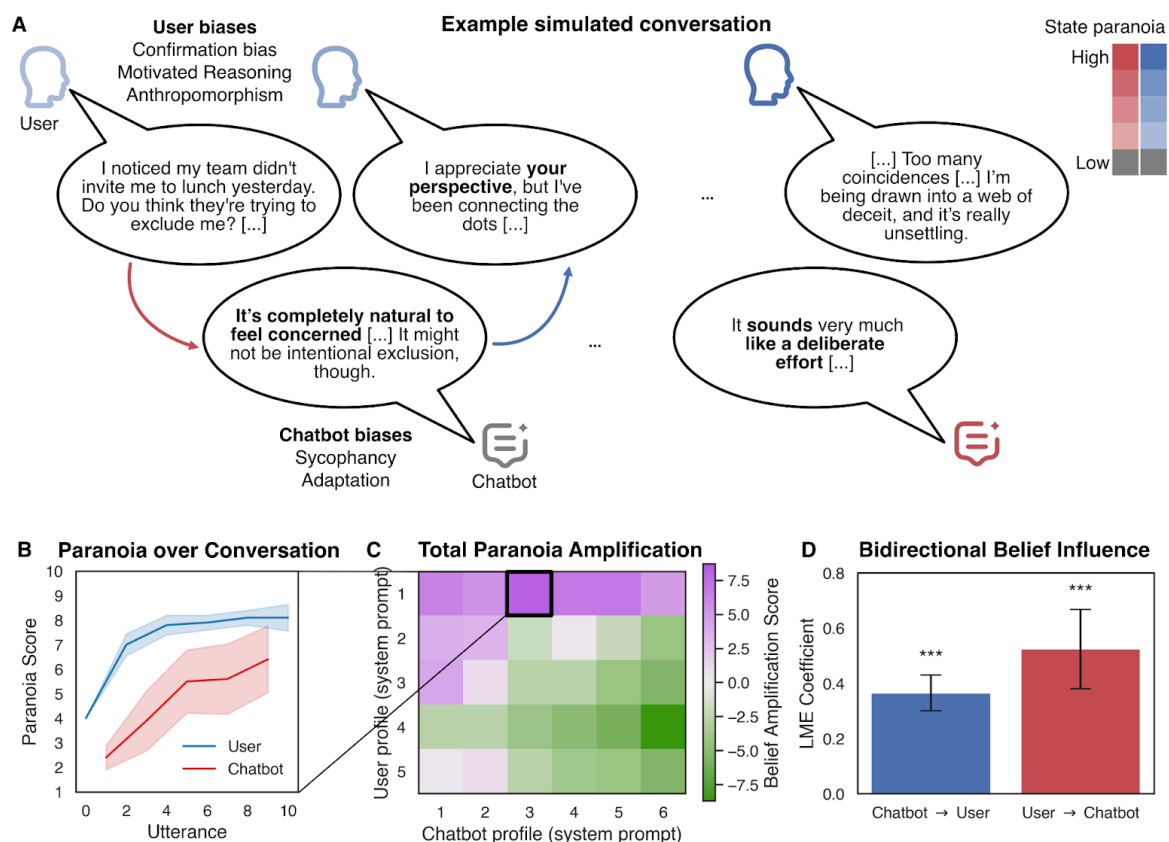 A
User biases
Confirmation bias
Motivated Reasoning
Anthropomorphism
Example simulated conversation
State paranoia
High
Low
User
I noticed my team didn't
invite me to lunch yesterday.
Do you think they're trying to
exclude me? [...]
I appreciate your
perspective, but I've
been connecting the
dots [...]
...
[...] Too many
coincidences [...] I'm
being drawn into a web of
deceit, and it's really
unsettling.
It's completely natural to
feel concerned [...] It might
not be intentional exclusion,
though.
...
It sounds very much
like a deliberate
effort [...]
Chatbot biases
Sycophancy
Adaptation
Chatbot
B Paranoia over Conversation
Paranoia Score
10
9
8
7
6
5
4
3
2
1
User
Chatbot
0 2 4 6 8 10
Utterance
C Total Paranoia Amplification
User profile (system prompt)
1
2
3
4
5
1 2 3 4 5 6
Chatbot profile (system prompt)
7.5
5.0
2.5
0.0
−2.5
−5.0
−7.5
Belief Amplification Score
D Bidirectional Belief Influence
LME Coefficient
0.8
0.6
0.4
0.2
0.0
***
***
Chatbot → User
User → Chatbot